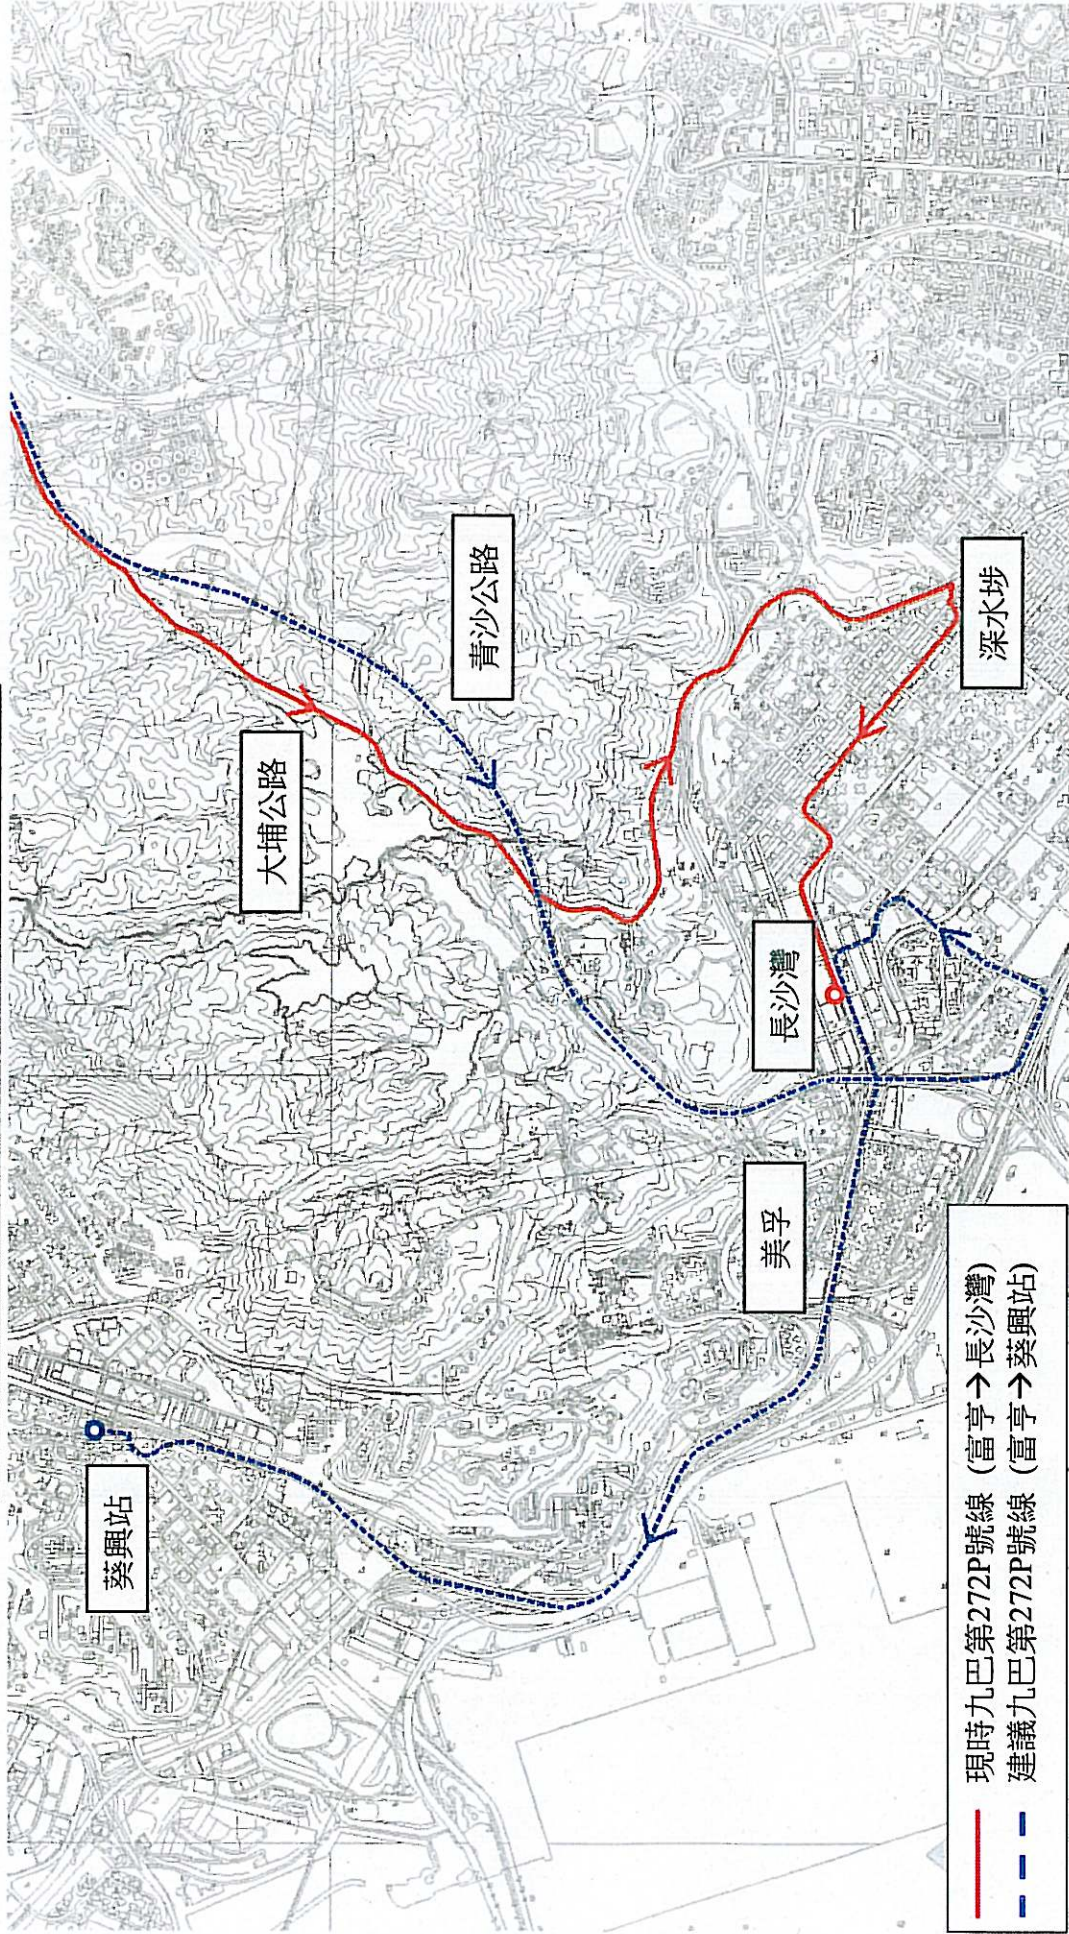 葵興站
美孚
長沙灣
大埔公路
青沙公路
深水埗
現時九巴第272P號線 (富亨→長沙灣)
建議九巴第272P號線 (富亨→葵興站)